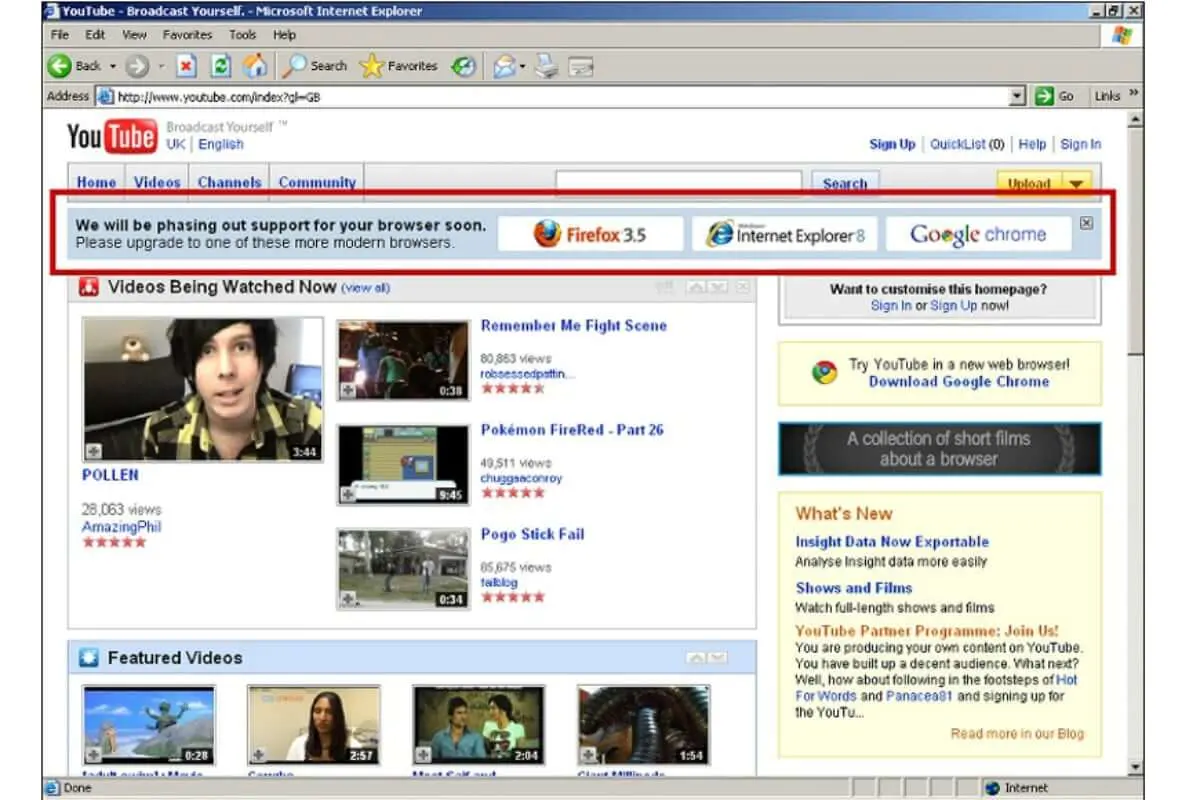 YouTube - Broadcast Yourself. - Microsoft Internet Explorer
File Edit View Favorites Tools Help
Back Search Favorites
Address http://www.youtube.com/index?gl=GB Go Links
YouTube Broadcast Yourself ™
UK | English
Sign Up | QuickList (0) | Help | Sign In
Home Videos Channels Community Search Upload
We will be phasing out support for your browser soon.
Please upgrade to one of these more modern browsers.
Firefox 3.5
Windows Internet Explorer 8
Google chrome
Videos Being Watched Now (view all)
3:44
POLLEN
28,063 views
AmazingPhil
0:38
Remember Me Fight Scene
80,863 views
robsessedpattin...
9:45
Pokémon FireRed - Part 26
49,511 views
chuggaaconroy
0:34
Pogo Stick Fail
85,675 views
failblog
Featured Videos
0:28
2:57
2:04
1:54
Want to customise this homepage?
Sign In or Sign Up now!
Try YouTube in a new web browser!
Download Google Chrome
A collection of short films
about a browser
What's New
Insight Data Now Exportable
Analyse Insight data more easily
Shows and Films
Watch full-length shows and films
YouTube Partner Programme: Join Us!
You are producing your own content on YouTube.
You have built up a decent audience. What next?
Well, how about following in the footsteps of Hot
For Words and Panacea81 and signing up for
the YouTu...
Read more in our Blog
Done Internet